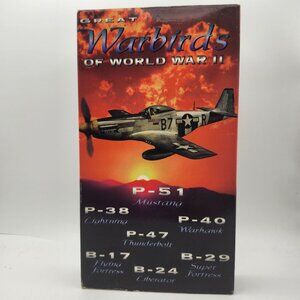 GREAT
Warbirds
OF WORLD WAR II
B7 R
P-51
Mustang
P-38
Lightning
P-40
Warhawk
P-47
Thunderbolt
B-17
Flying
Fortress
B-29
Super
Fortress
B-24
Liberator